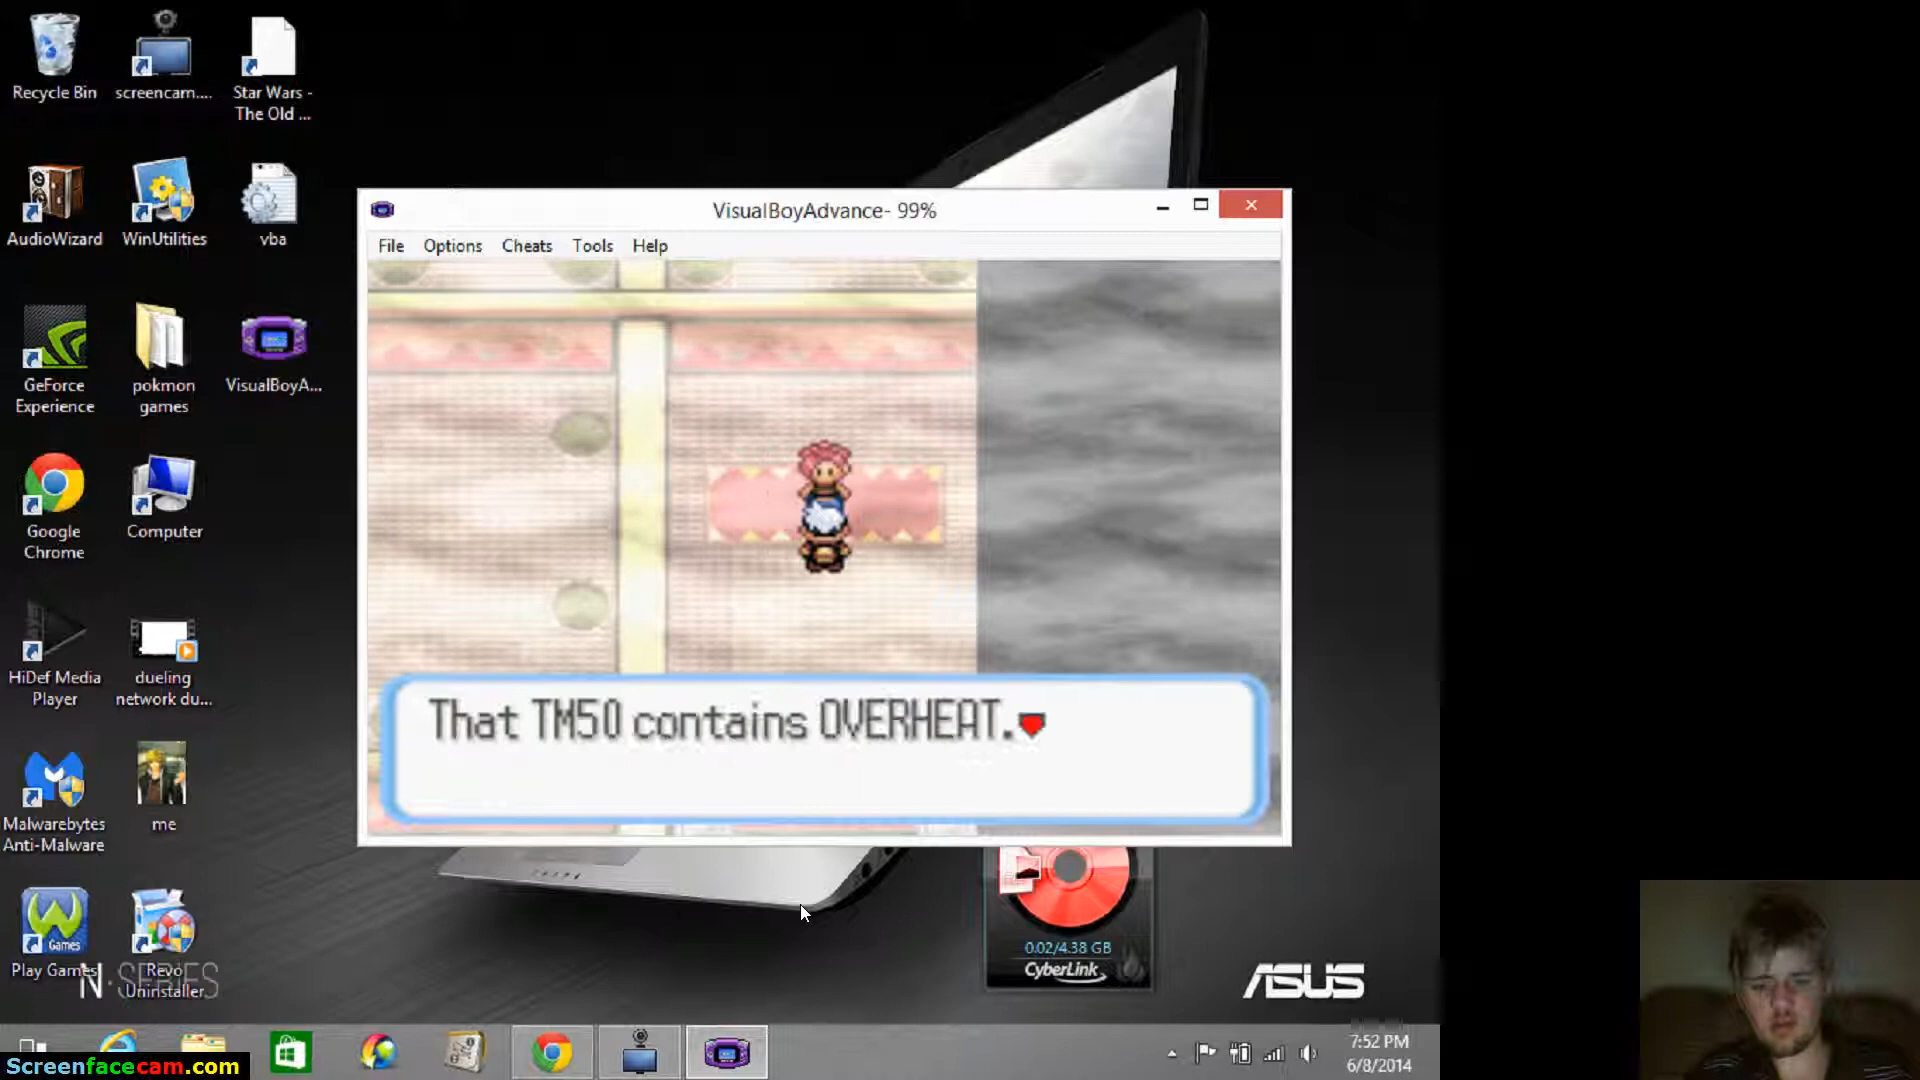 Recycle Bin
screencam....
Star Wars -
The Old ...
AudioWizard
WinUtilities
vba
GeForce
Experience
pokmon
games
VisualBoyA...
Google
Chrome
Computer
HiDef Media
Player
dueling
network du...
Malwarebytes
Anti-Malware
me
Games
Play Games
Revo
Uninstaller
N·SERIES
VisualBoyAdvance- 99%
File Options Cheats Tools Help
That TM50 contains OVERHEAT.
0.02/4.38 GB
CyberLink
ASUS
7:52 PM
6/8/2014
Screenfacecam.com